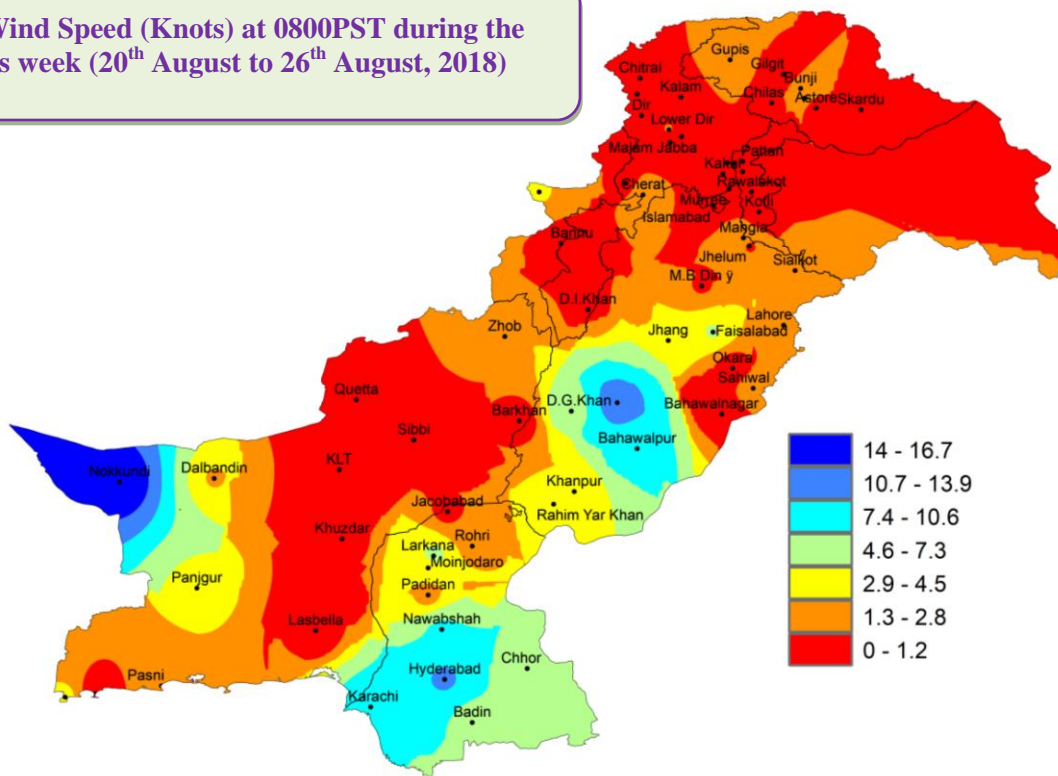 Wind Speed (Knots) at 0800PST during the
s week (20th August to 26th August, 2018)
Gupis
Gilgit
Chitral
Bunji
Kalam
Chilas
Astore
Skardu
Dir
Lower Dir
Malam Jabba
Pattan
Kakul
Cherat
Rawalakot
Murree
Kotli
Islamabad
Bannu
Mangla
Jhelum
Sialkot
M.B Din ÿ
D.I.Khan
Lahore
Zhob
Jhang
Faisalabad
Okara
Sahiwal
Quetta
D.G.Khan
Bahawalnagar
Barkhan
Sibbi
Bahawalpur
Nokkundi
Dalbandin
KLT
Khanpur
Jacobabad
Rahim Yar Khan
Khuzdar
Rohri
Larkana
Moinjodaro
Panjgur
Padidan
Lasbella
Nawabshah
Chhor
Hyderabad
Pasni
Karachi
Badin
14 - 16.7
10.7 - 13.9
7.4 - 10.6
4.6 - 7.3
2.9 - 4.5
1.3 - 2.8
0 - 1.2